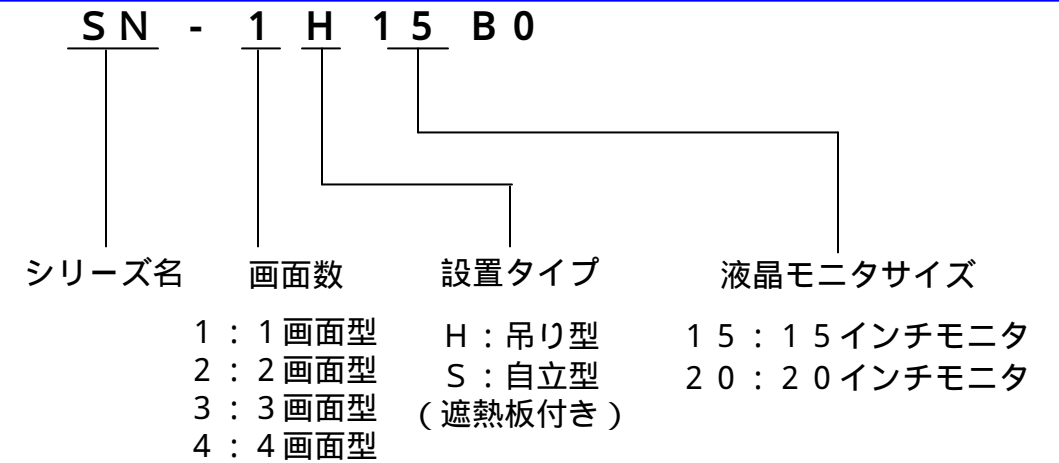 ＳＮ - 1 H 1 5 B 0
シリーズ名 画面数 設置タイプ 液晶モニタサイズ
１：１画面型 Ｈ：吊り型 １５：１５インチモニタ
２：２画面型 Ｓ：自立型 ２０：２０インチモニタ
３：３画面型 （遮熱板付き）
４：４画面型